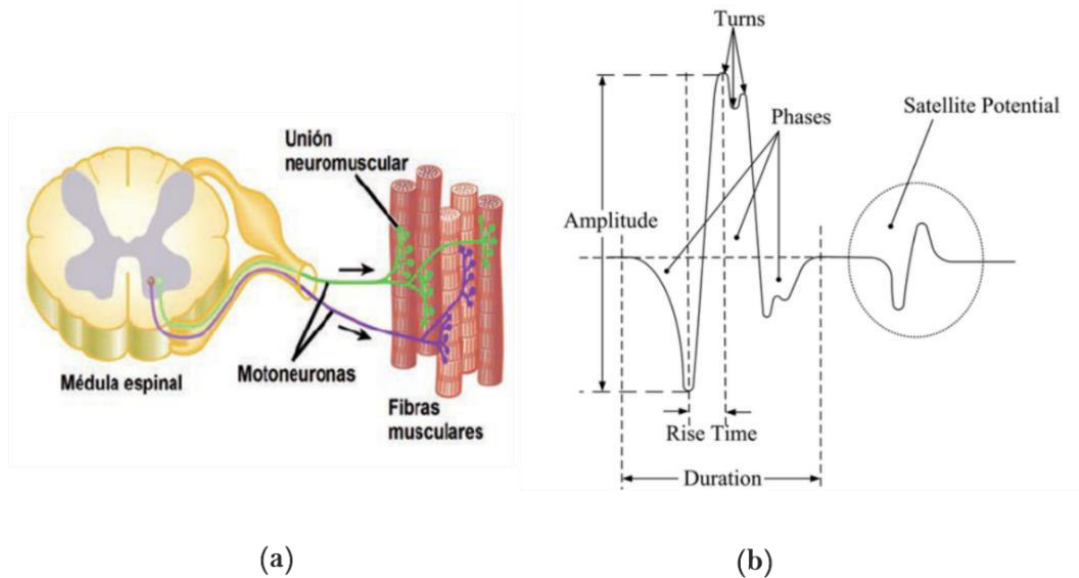 Unión
neuromuscular
Médula espinal
Motoneuronas
Fibras
musculares
Turns
Phases
Satellite Potential
Amplitude
Rise Time
Duration
(a)
(b)